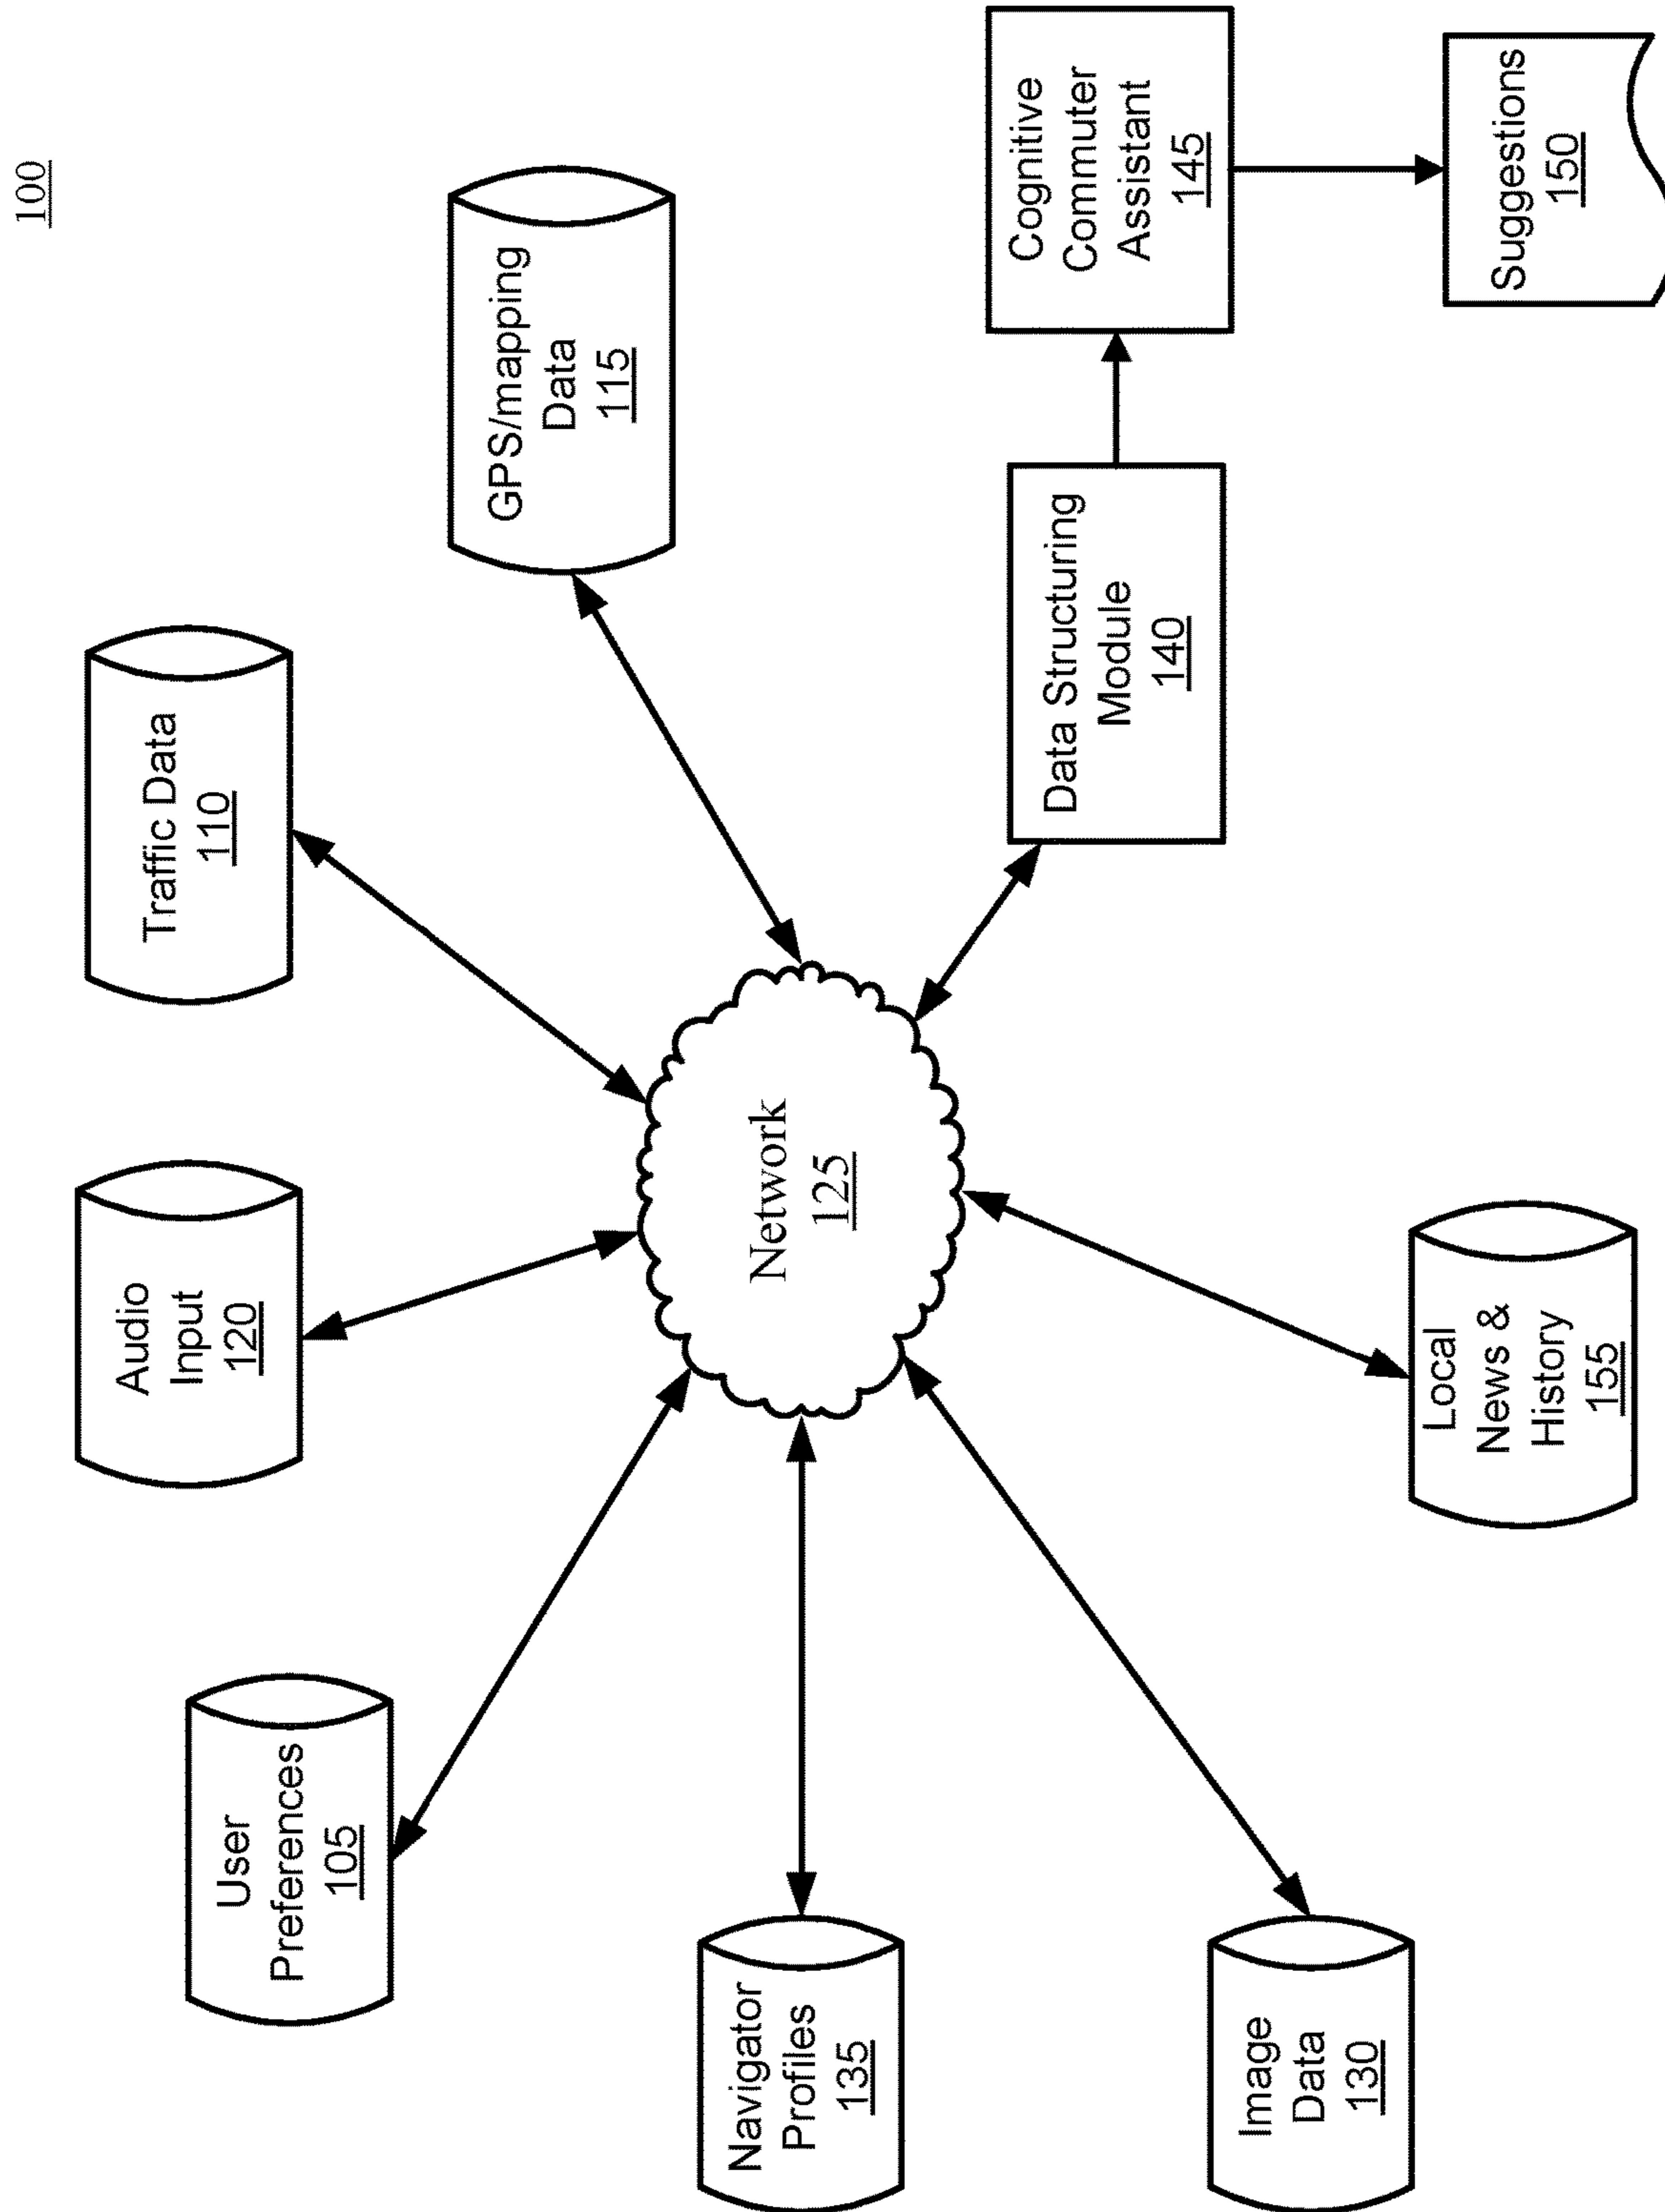 100
User
Preferences
105
Audio
Input
120
Traffic Data
110
GPS/mapping
Data
115
Navigator
Profiles
135
Network
125
Data Structuring
Module
140
Cognitive
Commuter
Assistant
145
Image
Data
130
Local
News &
History
155
Suggestions
150